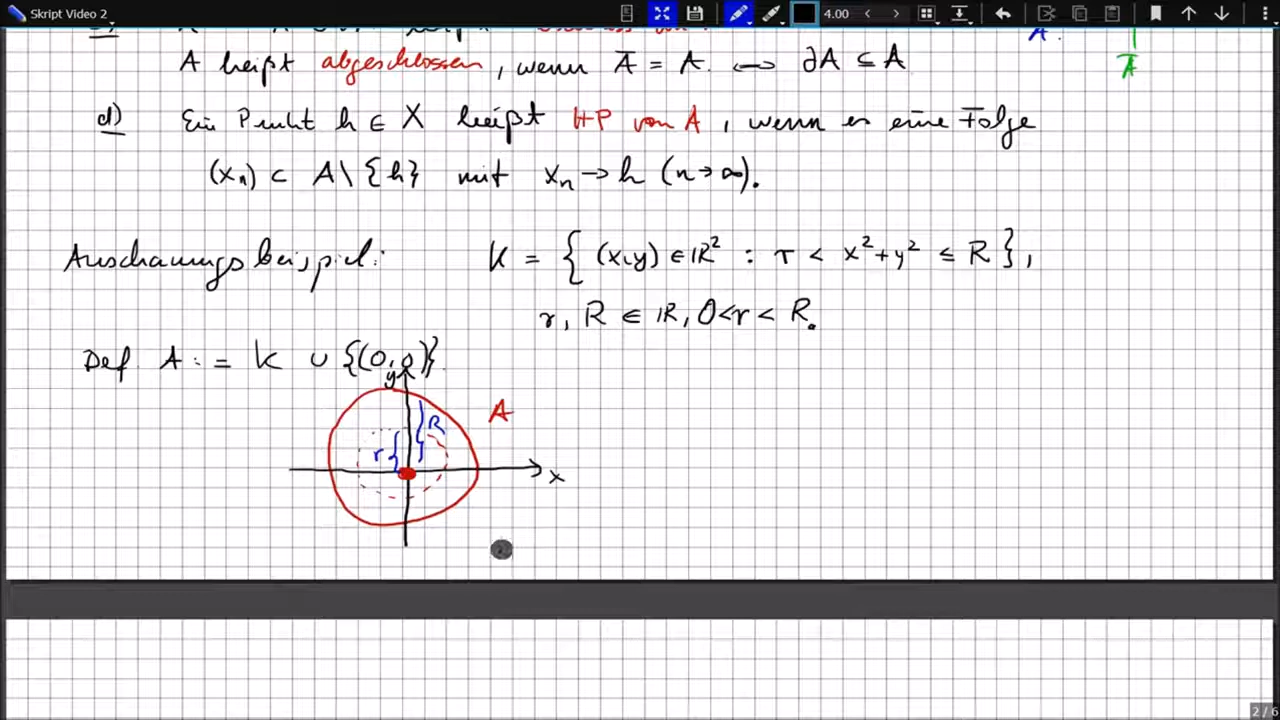 Skript Video 2
4.00
A heißt abgeschlossen, wenn A̅ = A. ⟺ ∂A ⊆ A
A̅
d) Ein Punkt h ∈ X heißt HP von A, wenn es eine Folge
(xₙ) ⊂ A\{h} mit xₙ → h (n→∞).
Anschauungsbeispiel: K = {(x,y) ∈ ℝ² : r < x²+y² ≤ R},
r, R ∈ ℝ, 0<r<R.
Def A := K ∪ {(0,0)}.
y
A
R
r
x
2 / 6